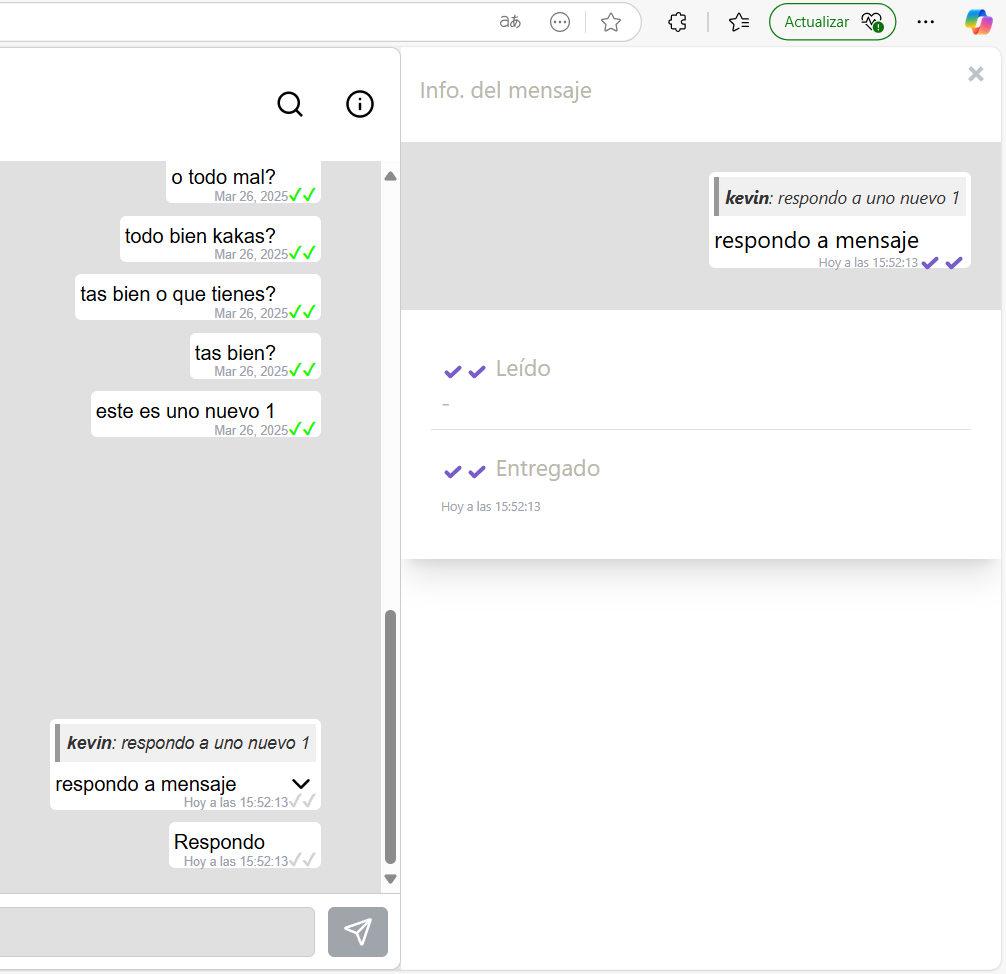 aあ
Actualizar
Info. del mensaje
o todo mal?
Mar 26, 2025
todo bien kakas?
Mar 26, 2025
tas bien o que tienes?
Mar 26, 2025
tas bien?
Mar 26, 2025
este es uno nuevo 1
Mar 26, 2025
kevin: respondo a uno nuevo 1
respondo a mensaje
Hoy a las 15:52:13
Respondo
Hoy a las 15:52:13
kevin: respondo a uno nuevo 1
respondo a mensaje
Hoy a las 15:52:13
Leído
-
Entregado
Hoy a las 15:52:13